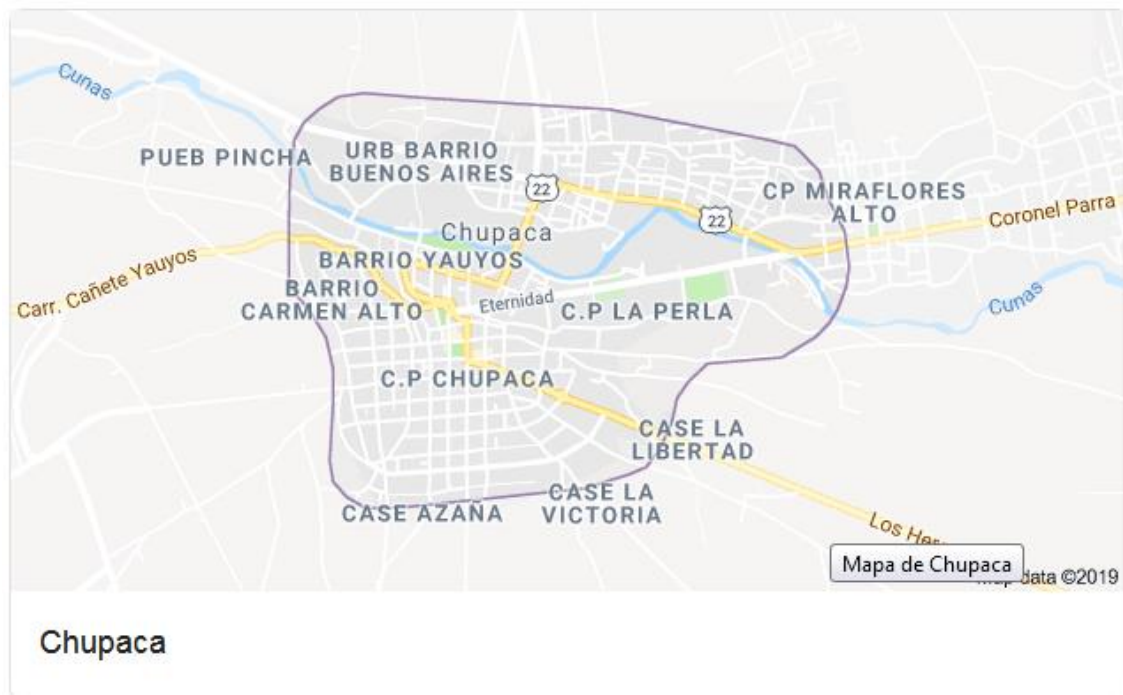 Cunas
PUEB PINCHA
URB BARRIO
BUENOS AIRES
22
22
CP MIRAFLORES
ALTO
Coronel Parra
Chupaca
BARRIO YAUYOS
Carr. Cañete Yauyos
BARRIO
CARMEN ALTO
Eternidad
C.P LA PERLA
Cunas
C.P CHUPACA
CASE LA
LIBERTAD
CASE LA
VICTORIA
CASE AZAÑA
Los
Mapa de Chupaca
data ©2019
Chupaca